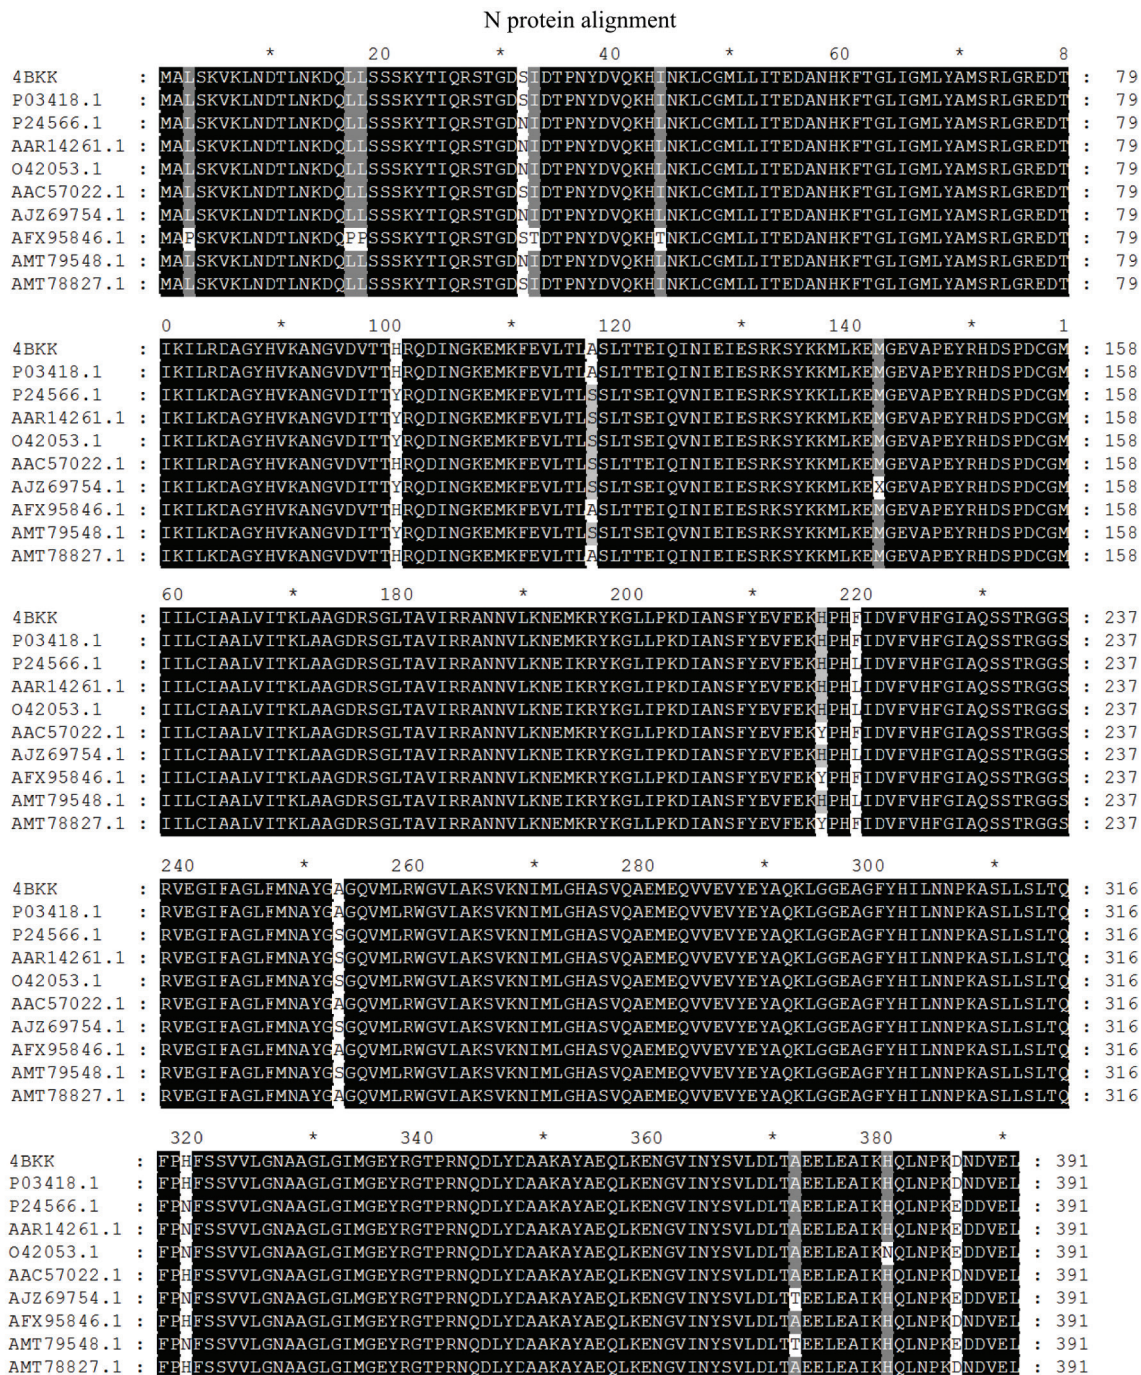 N protein alignment
* 20 * 40 * 60 * 8
4BKK : MALSKVKLNDTLNKDQLLSSSKYTIQRSTGDSIDTPNYDVQKHINKLCGMLLITEDANHKFTGLIGMLYAMSRLGREDT : 79
P03418.1 : MALSKVKLNDTLNKDQLLSSSKYTIQRSTGDSIDTPNYDVQKHINKLCGMLLITEDANHKFTGLIGMLYAMSRLGREDT : 79
P24566.1 : MALSKVKLNDTLNKDQLLSSSKYTIQRSTGDNIDTPNYDVQKHLNKLCGMLLITEDANHKFTGLIGMLYAMSRLGREDT : 79
AAR14261.1 : MALSKVKLNDTLNKDQLLSSSKYTIQRSTGDNIDTPNYDVQKHLNKLCGMLLITEDANHKFTGLIGMLYAMSRLGREDT : 79
O42053.1 : MALSKVKLNDTLNKDQLLSSSKYTIQRSTGDNIDTPNYDVQKHLNKLCGMLLITEDANHKFTGLIGMLYAMSRLGREDT : 79
AAC57022.1 : MALSKVKLNDTLNKDQLLSSSKYTIQRSTGDSIDTPNYDVQKHINKLCGMLLITEDANHKFTGLIGMLYAMSRLGREDT : 79
AJZ69754.1 : MALSKVKLNDTLNKDQLLSSSKYTIQRSTGDNIDTPNYDVQKHLNKLCGMLLITEDANHKFTGLIGMLYAMSRLGREDT : 79
AFX95846.1 : MAPSKVKLNDTLNKDQPPSSSKYTIQRSTGDSTDTPNYDVQKHTNKLCGMLLITEDANHKFTGLIGMLYAMSRLGREDT : 79
AMT79548.1 : MALSKVKLNDTLNKDQLLSSSKYTIQRSTGDNIDTPNYDVQKHLNKLCGMLLITEDANHKFTGLIGMLYAMSRLGREDT : 79
AMT78827.1 : MALSKVKLNDTLNKDQLLSSSKYTIQRSTGDSIDTPNYDVQKHINKLCGMLLITEDANHKFTGLIGMLYAMSRLGREDT : 79
0 * 100 * 120 * 140 * 1
4BKK : IKILRDAGYHVKANGVDVTTHRQDINGKEMKFEVLTLASLTTEIQINIEIESRKSYKKMLKEMGEVAPEYRHDSPDCGM : 158
P03418.1 : IKILRDAGYHVKANGVDVTTHRQDINGKEMKFEVLTLASLTTEIQINIEIESRKSYKKMLKEMGEVAPEYRHDSPDCGM : 158
P24566.1 : IKILKDAGYHVKANGVDITTYRQDINGKEMKFEVLTLSSLTSEIQVNIEIESRKSYKKLLKEMGEVAPEYRHDSPDCGM : 158
AAR14261.1 : IKILKDAGYHVKANGVDITTYRQDINGKEMKFEVLTLSSLTSEIQVNIEIESRKSYKKMLKEMGEVAPEYRHDSPDCGM : 158
O42053.1 : IKILKDAGYHVKANGVDITTYRQDINGKEMKFEVLTLSSLTSEIQVNIEIESRKSYKKMLKEMGEVAPEYRHDSPDCGM : 158
AAC57022.1 : IKILRDAGYHVKANGVDVTTHRQDINGKEMKFEVLTLSSLTTEIQINIEIESRKSYKKMLKEMGEVAPEYRHDSPDCGM : 158
AJZ69754.1 : IKILKDAGYHVKANGVDITTYRQDINGKEMKFEVLTLSSLTSEIQVNIEIESRKSYKKMLKEXGEVAPEYRHDSPDCGM : 158
AFX95846.1 : IKILKDAGYHVKANGVDVTTHRQDINGKEMKFEVLTLASLTTEIQINIEIESRKSYKKMLKEMGEVAPEYRHDSPDCGM : 158
AMT79548.1 : IKILKDAGYHVKANGVDITTYRQDINGKEMKFEVLTLSSLTSEIQVNIEIESRKSYKKMLKEMGEVAPEYRHDSPDCGM : 158
AMT78827.1 : IKILKDAGYHVKANGVDVTTHRQDINGKEMKFEVLTLASLTTEIQINIEIESRKSYKKMLKEMGEVAPEYRHDSPDCGM : 158
60 * 180 * 200 * 220 *
4BKK : IILCIAALVITKLAAGDRSGLTAVIRRANNVLKNEMKRYKGLLPKDIANSFYEVFEKHPHFIDVFVHFGIAQSSTRGGS : 237
P03418.1 : IILCIAALVITKLAAGDRSGLTAVIRRANNVLKNEMKRYKGLLPKDIANSFYEVFEKHPHFIDVFVHFGIAQSSTRGGS : 237
P24566.1 : IILCIAALVITKLAAGDRSGLTAVIRRANNVLKNEMKRYKGLIPKDIANSFYEVFEKHPHLIDVFVHFGIAQSSTRGGS : 237
AAR14261.1 : IILCIAALVITKLAAGDRSGLTAVIRRANNVLKNEIKRYKGLIPKDIANSFYEVFEKHPHLIDVFVHFGIAQSSTRGGS : 237
O42053.1 : IILCIAALVITKLAAGDRSGLTAVIRRANNVLKNEIKRYKGLIPKDIANSFYEVFEKHPHLIDVFVHFGIAQSSTRGGS : 237
AAC57022.1 : IILCIAALVITKLAAGDRSGLTAVIRRANNVLKNEMKRYKGLLPKDIANSFYEVFEKYPHFIDVFVHFGIAQSSTRGGS : 237
AJZ69754.1 : IILCIAALVITKLAAGDRSGLTAVIRRANNVLKNEIKRYKGLIPKDIANSFYEVFEKHPHLIDVFVHFGIAQSSTRGGS : 237
AFX95846.1 : IILCIAALVITKLAAGDRSGLTAVIRRANNVLKNEMKRYKGLLPKDIANSFYEVFEKYPHFIDVFVHFGIAQSSTRGGS : 237
AMT79548.1 : IILCIAALVITKLAAGDRSGLTAVIRRANNVLKNEIKRYKGLIPKDIANSFYEVFEKHPHLIDVFVHFGIAQSSTRGGS : 237
AMT78827.1 : IILCIAALVITKLAAGDRSGLTAVIRRANNVLKNEMKRYKGLLPKDIANSFYEVFEKYPHFIDVFVHFGIAQSSTRGGS : 237
240 * 260 * 280 * 300 *
4BKK : RVEGIFAGLFMNAYGAGQVMLRWGVLAKSVKNIMLGHASVQAEMEQVVEVYEYAQKLGGEAGFYHILNNPKASLLSLTQ : 316
P03418.1 : RVEGIFAGLFMNAYGAGQVMLRWGVLAKSVKNIMLGHASVQAEMEQVVEVYEYAQKLGGEAGFYHILNNPKASLLSLTQ : 316
P24566.1 : RVEGIFAGLFMNAYGSGQVMLRWGVLAKSVKNIMLGHASVQAEMEQVVEVYEYAQKLGGEAGFYHILNNPKASLLSLTQ : 316
AAR14261.1 : RVEGIFAGLFMNAYGSGQVMLRWGVLAKSVKNIMLGHASVQAEMEQVVEVYEYAQKLGGEAGFYHILNNPKASLLSLTQ : 316
O42053.1 : RVEGIFAGLFMNAYGSGQVMLRWGVLAKSVKNIMLGHASVQAEMEQVVEVYEYAQKLGGEAGFYHILNNPKASLLSLTQ : 316
AAC57022.1 : RVEGIFAGLFMNAYGAGQVMLRWGVLAKSVKNIMLGHASVQAEMEQVVEVYEYAQKLGGEAGFYHILNNPKASLLSLTQ : 316
AJZ69754.1 : RVEGIFAGLFMNAYGSGQVMLRWGVLAKSVKNIMLGHASVQAEMEQVVEVYEYAQKLGGEAGFYHILNNPKASLLSLTQ : 316
AFX95846.1 : RVEGIFAGLFMNAYGAGQVMLRWGVLAKSVKNIMLGHASVQAEMEQVVEVYEYAQKLGGEAGFYHILNNPKASLLSLTQ : 316
AMT79548.1 : RVEGIFAGLFMNAYGSGQVMLRWGVLAKSVKNIMLGHASVQAEMEQVVEVYEYAQKLGGEAGFYHILNNPKASLLSLTQ : 316
AMT78827.1 : RVEGIFAGLFMNAYGAGQVMLRWGVLAKSVKNIMLGHASVQAEMEQVVEVYEYAQKLGGEAGFYHILNNPKASLLSLTQ : 316
320 * 340 * 360 * 380 *
4BKK : FPHFSSVVLGNAAGLGIMGEYRGTPRNQDLYDAAKAYAEQLKENGVINYSVLDLTAEELEAIKHQLNPKDNDVEL : 391
P03418.1 : FPHFSSVVLGNAAGLGIMGEYRGTPRNQDLYDAAKAYAEQLKENGVINYSVLDLTAEELEAIKHQLNPKDNDVEL : 391
P24566.1 : FPNFSSVVLGNAAGLGIMGEYRGTPRNQDLYDAAKAYAEQLKENGVINYSVLDLTAEELEAIKHQLNPKEDDVEL : 391
AAR14261.1 : FPNFSSVVLGNAAGLGIMGEYRGTPRNQDLYDAAKAYAEQLKENGVINYSVLDLTAEELEAIKHQLNPKEDDVEL : 391
O42053.1 : FPNFSSVVLGNAAGLGIMGEYRGTPRNQDLYDAAKAYAEQLKENGVINYSVLDLTAEELEAIKNQLNPKEDDVEL : 391
AAC57022.1 : FPHFSSVVLGNAAGLGIMGEYRGTPRNQDLYDAAKAYAEQLKENGVINYSVLDLTAEELEAIKHQLNPKDNDVEL : 391
AJZ69754.1 : FPNFSSVVLGNAAGLGLMGEYRGTPRNQDLYDAAKAYAEQLKENGVINYSVLDLTTEELEAIKHQLNPKEDDVEL : 391
AFX95846.1 : FPHFSSVVLGNAAGLGIMGEYRGTPRNQDLYDAAKAYAEQLKENGVINYSVLDLTAEELEAIKHQLNPKDNDVEL : 391
AMT79548.1 : FPNFSSVVLGNAAGLGIMGEYRGTPRNQDLYDAAKAYAEQLKENGVINYSVLDLTTEELEAIKHQLNPKEDDVEL : 391
AMT78827.1 : FPHFSSVVLGNAAGLGIMGEYRGTPRNQDLYDAAKAYAEQLKENGVINYSVLDLTAEELEAIKHQLNPKDNDVEL : 391